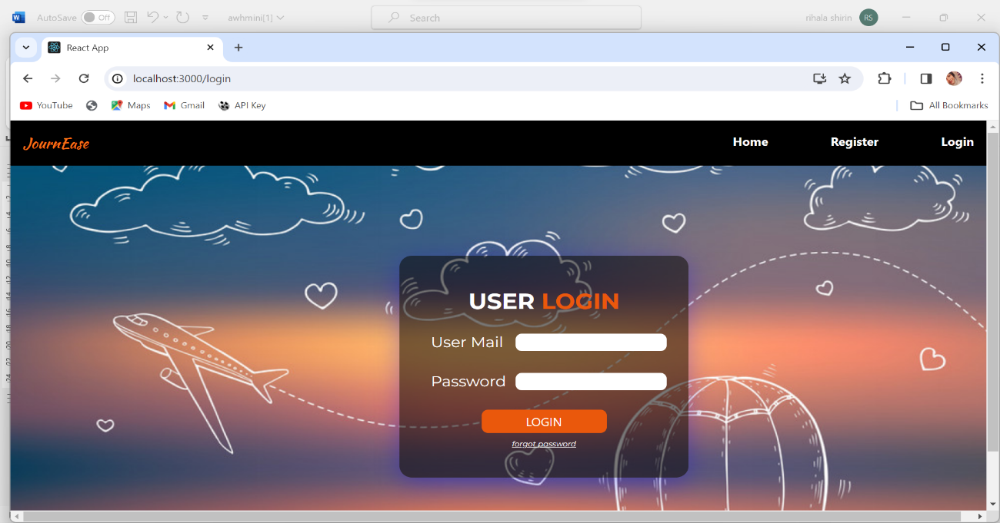 AutoSave Off awhmini[1] Search rihala shirin RS
React App
localhost:3000/login
YouTube Maps Gmail API Key All Bookmarks
JournEase Home Register Login
USER LOGIN
User Mail
Password
LOGIN
forgot password